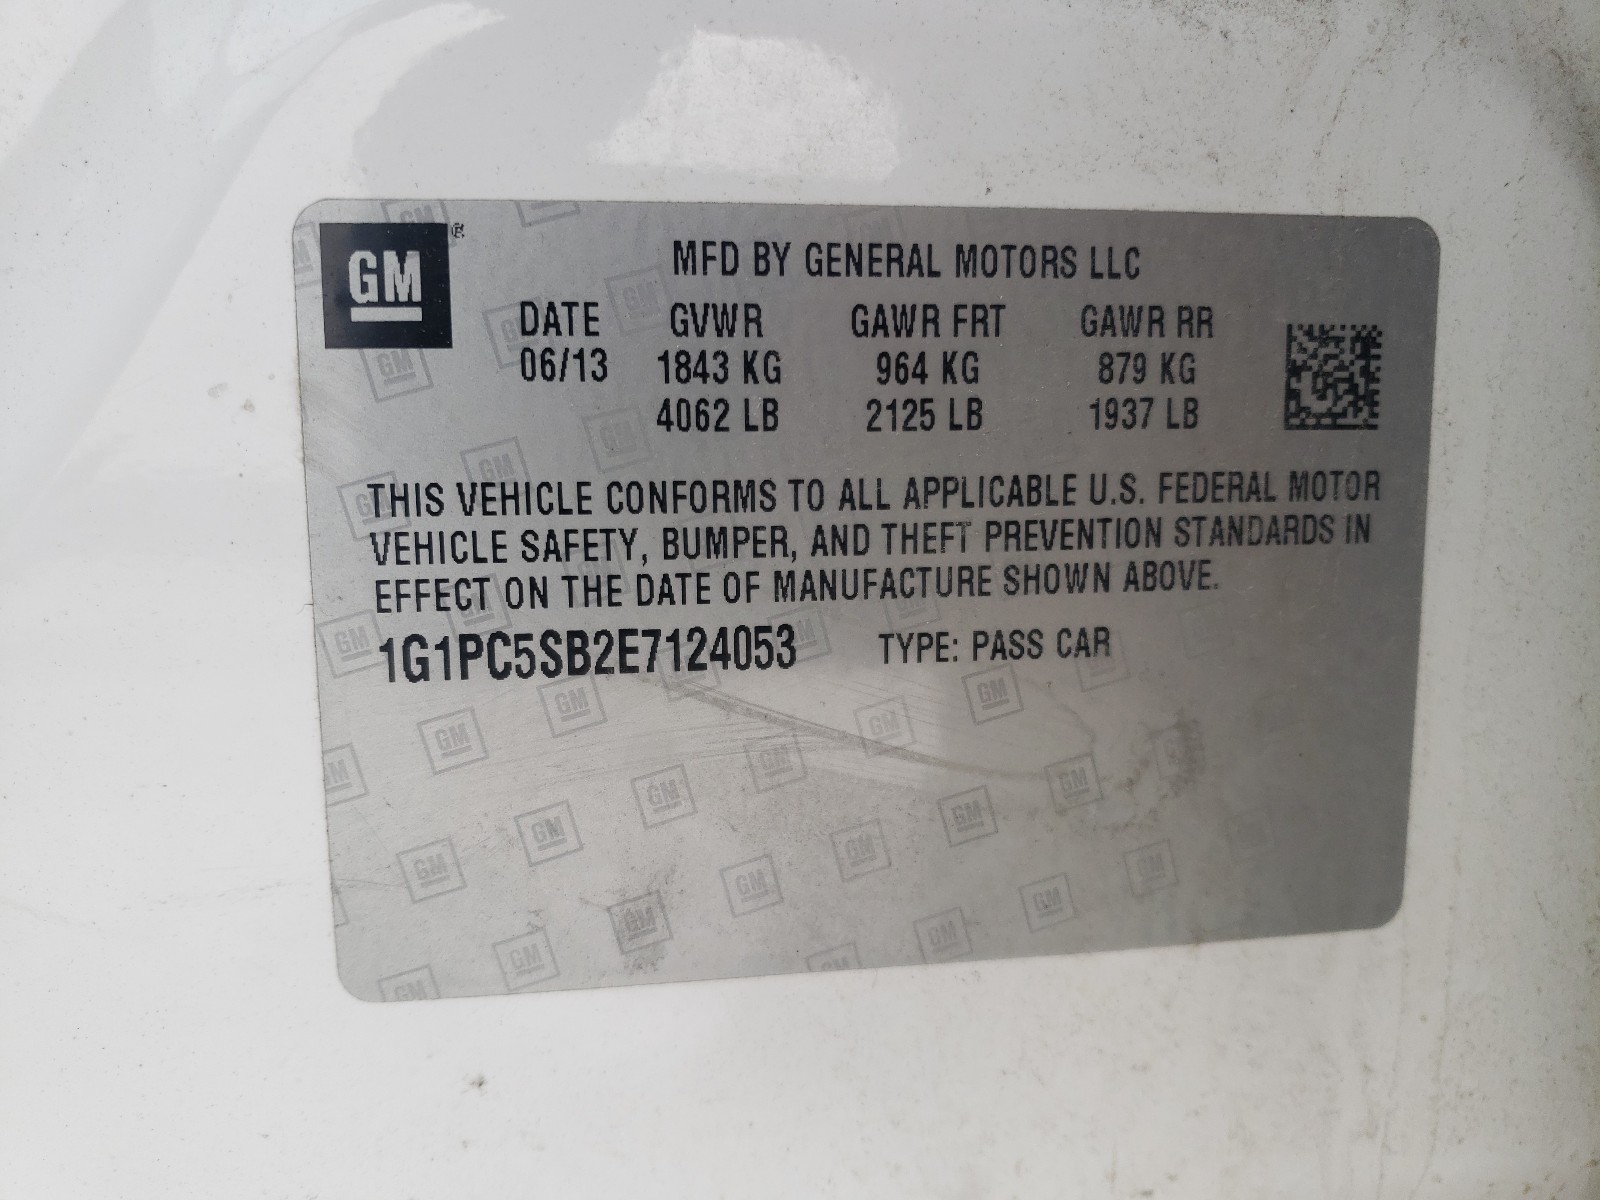 GM ®
MFD BY GENERAL MOTORS LLC
DATE GVWR GAWR FRT GAWR RR
06/13 1843 KG 964 KG 879 KG
4062 LB 2125 LB 1937 LB
THIS VEHICLE CONFORMS TO ALL APPLICABLE U.S. FEDERAL MOTOR
VEHICLE SAFETY, BUMPER, AND THEFT PREVENTION STANDARDS IN
EFFECT ON THE DATE OF MANUFACTURE SHOWN ABOVE.
1G1PC5SB2E7124053 TYPE: PASS CAR